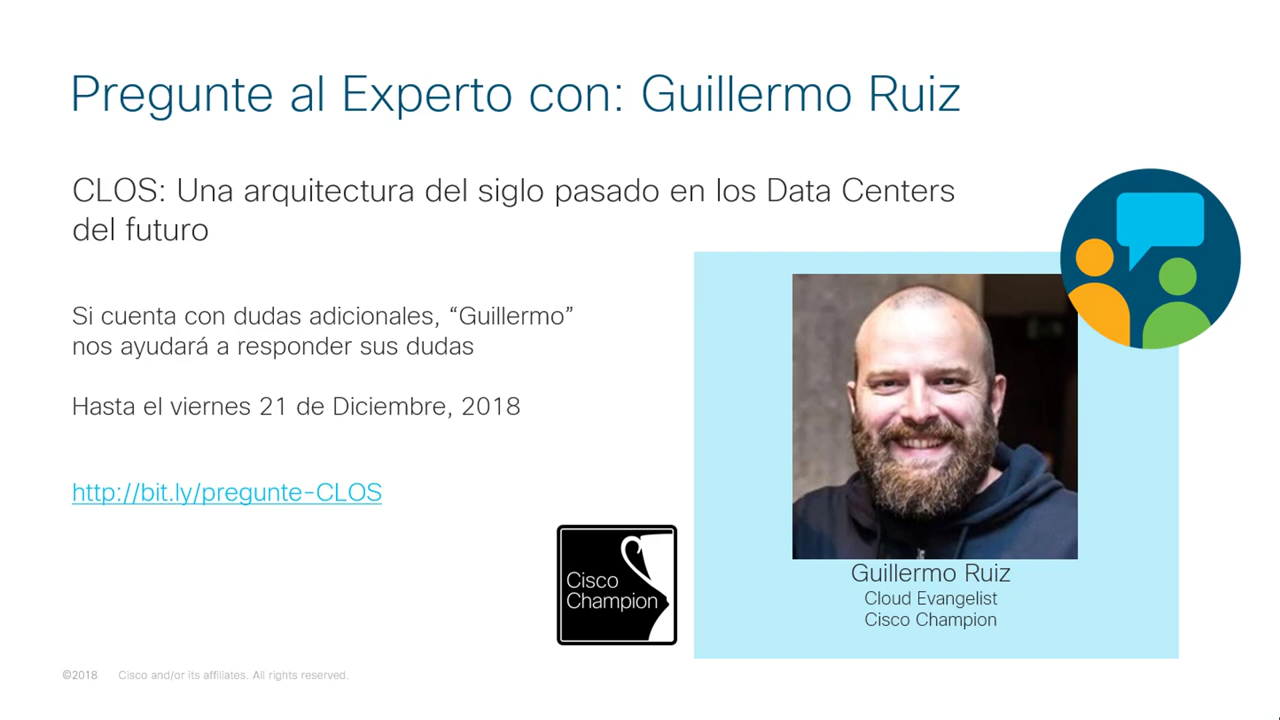 Pregunte al Experto con: Guillermo Ruiz
CLOS: Una arquitectura del siglo pasado en los Data Centers
del futuro
Si cuenta con dudas adicionales, “Guillermo”
nos ayudará a responder sus dudas
Hasta el viernes 21 de Diciembre, 2018
http://bit.ly/pregunte-CLOS
Cisco
Champion
Guillermo Ruiz
Cloud Evangelist
Cisco Champion
©2018 Cisco and/or its affiliates. All rights reserved.